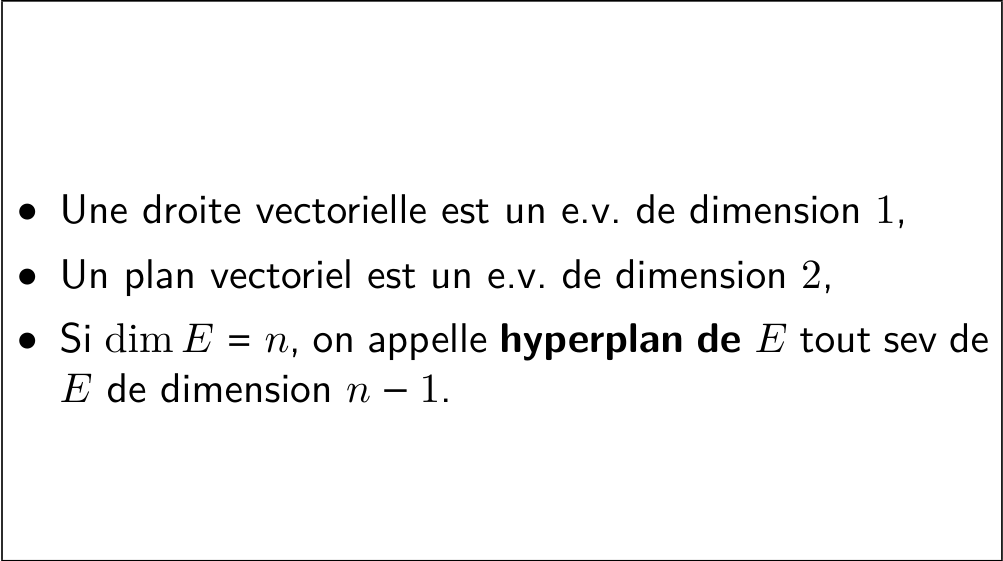 • Une droite vectorielle est un e.v. de dimension 1,
• Un plan vectoriel est un e.v. de dimension 2,
• Si dim E = n, on appelle hyperplan de E tout sev de
E de dimension n − 1.